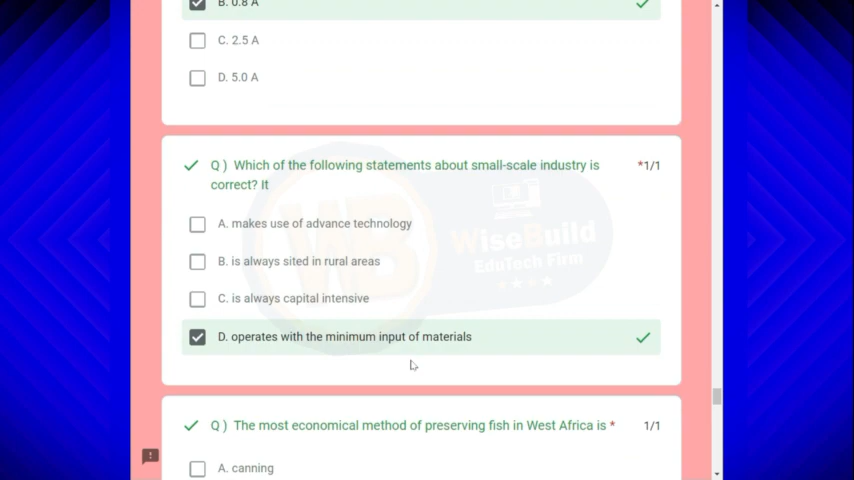 B. 0.8 A
C. 2.5 A
D. 5.0 A
Q ) Which of the following statements about small-scale industry is
*1/1
correct? It
A. makes use of advance technology
B. is always sited in rural areas
C. is always capital intensive
D. operates with the minimum input of materials
WB
WiseBuild
EduTech Firm
Q ) The most economical method of preserving fish in West Africa is *
1/1
A. canning